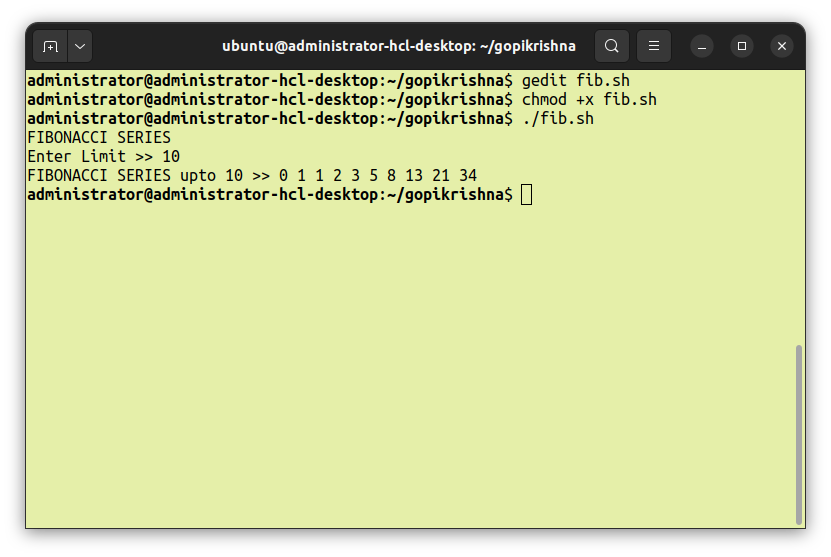 ubuntu@administrator-hcl-desktop: ~/gopikrishna
administrator@administrator-hcl-desktop:~/gopikrishna$ gedit fib.sh
administrator@administrator-hcl-desktop:~/gopikrishna$ chmod +x fib.sh
administrator@administrator-hcl-desktop:~/gopikrishna$ ./fib.sh
FIBONACCI SERIES
Enter Limit >> 10
FIBONACCI SERIES upto 10 >> 0 1 1 2 3 5 8 13 21 34
administrator@administrator-hcl-desktop:~/gopikrishna$